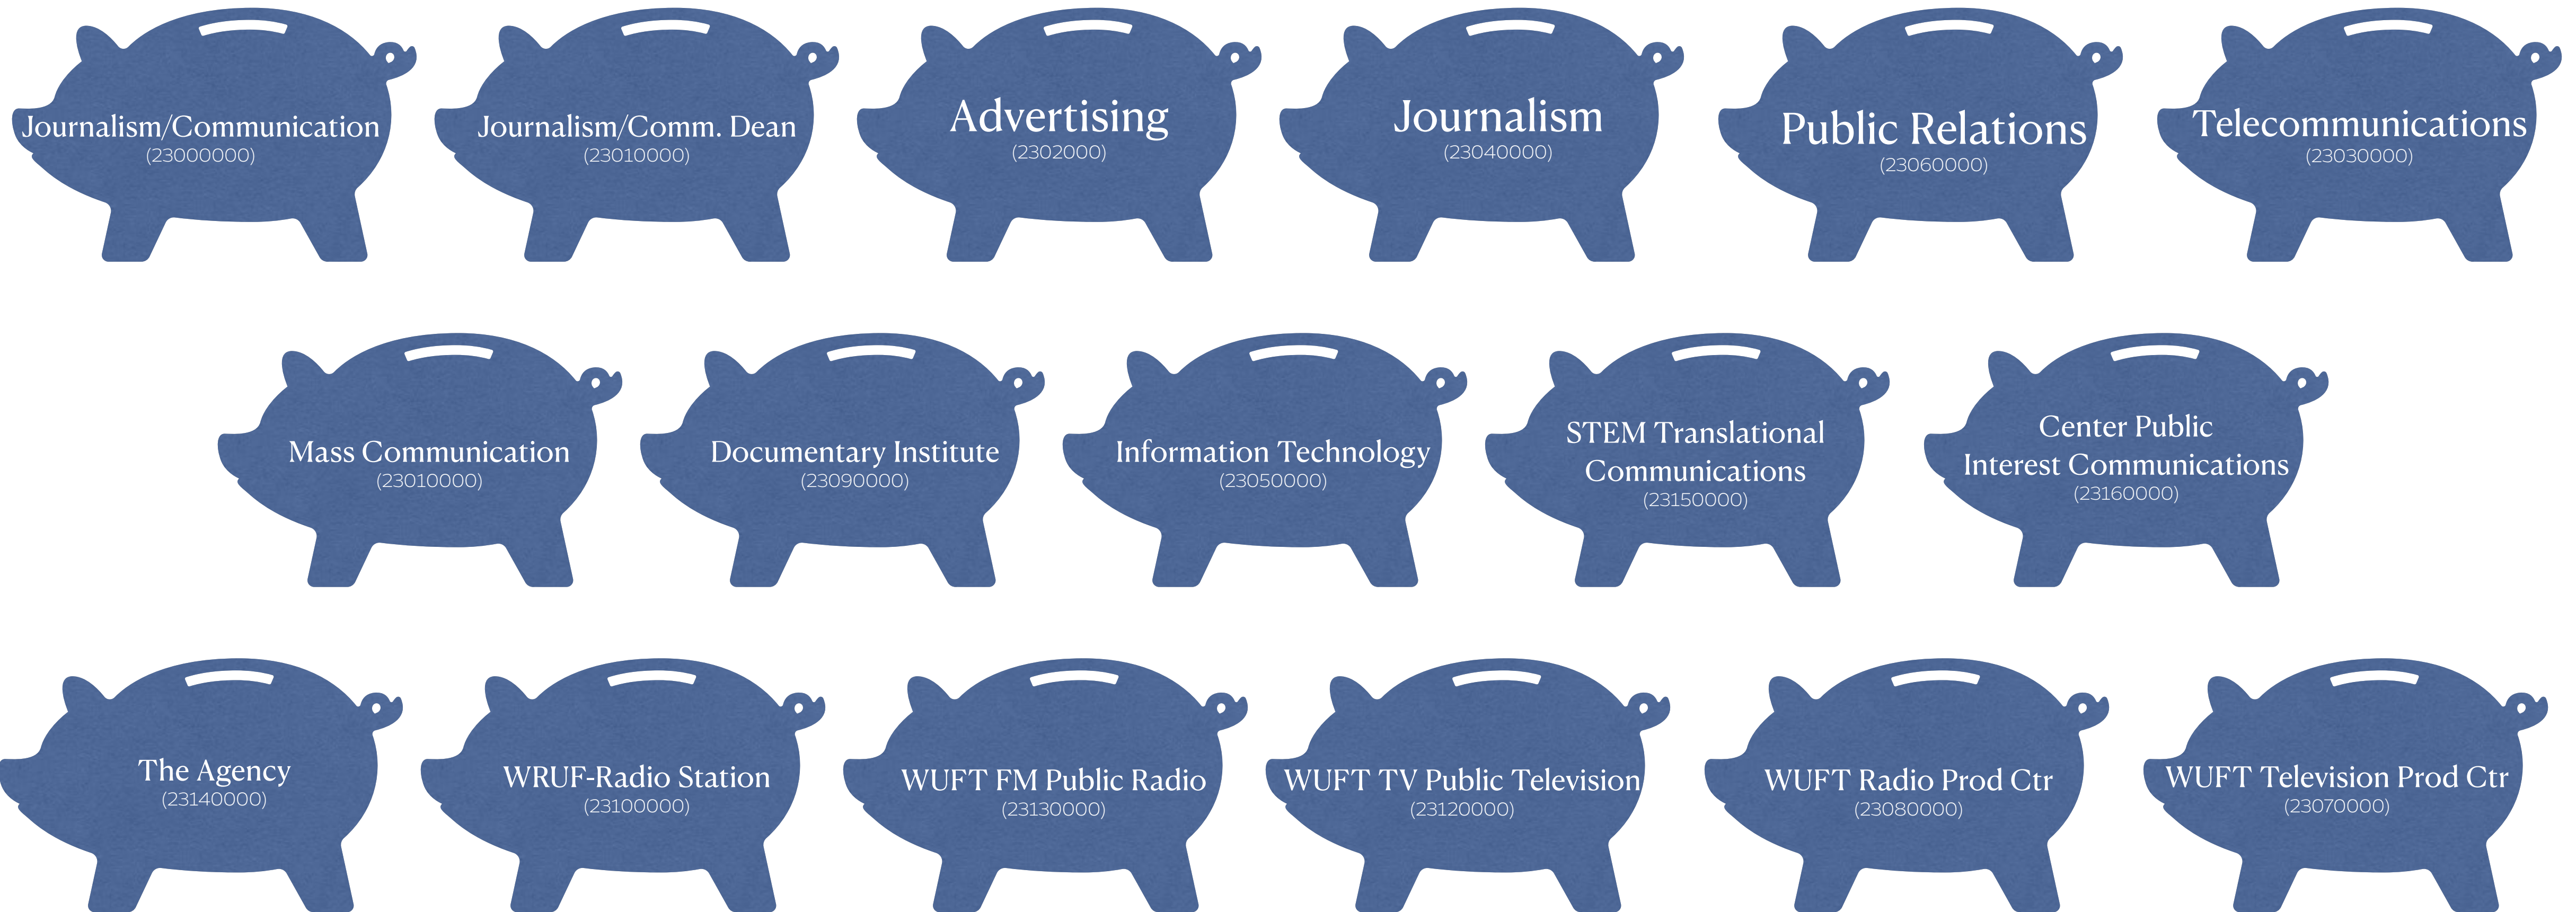 Journalism/Communication
(23000000)
Journalism/Comm. Dean
(23010000)
Advertising
(2302000)
Journalism
(23040000)
Public Relations
(23060000)
Telecommunications
(23030000)
Mass Communication
(23010000)
Documentary Institute
(23090000)
Information Technology
(23050000)
STEM Translational
Communications
(23150000)
Center Public
Interest Communications
(23160000)
The Agency
(23140000)
WRUF-Radio Station
(23100000)
WUFT FM Public Radio
(23130000)
WUFT TV Public Television
(23120000)
WUFT Radio Prod Ctr
(23080000)
WUFT Television Prod Ctr
(23070000)